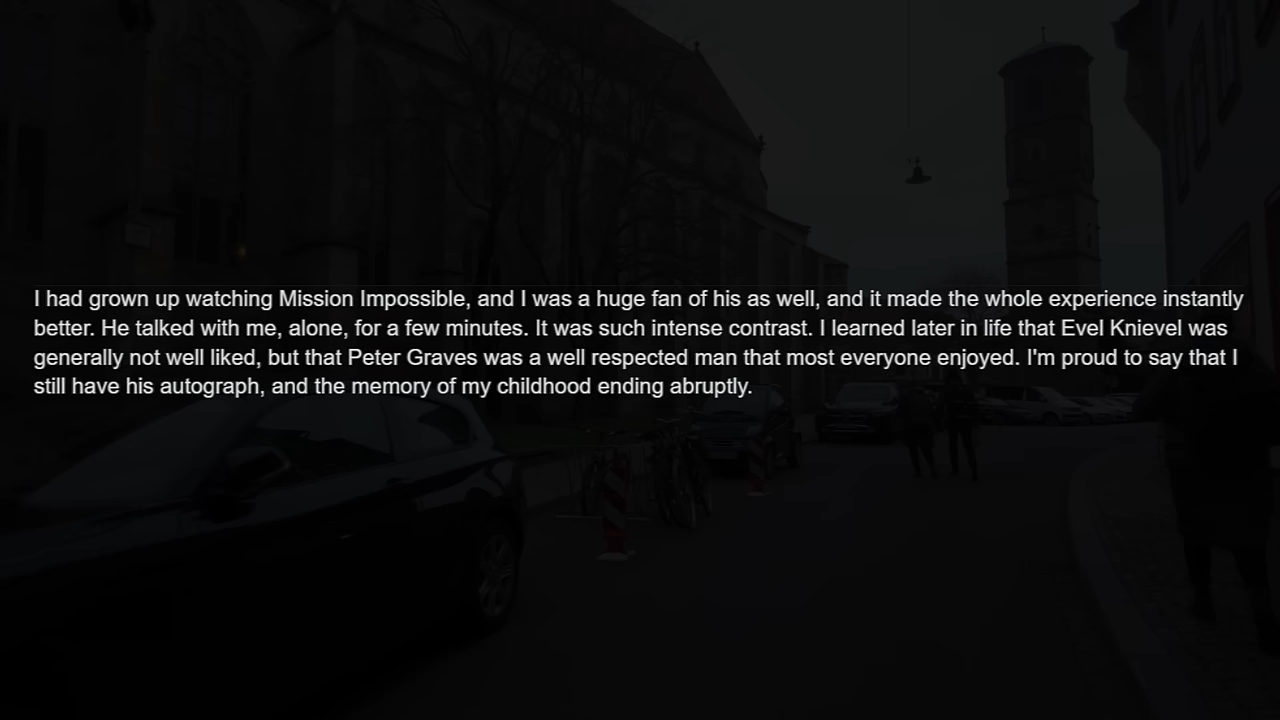 I had grown up watching Mission Impossible, and I was a huge fan of his as well, and it made the whole experience instantly
better. He talked with me, alone, for a few minutes. It was such intense contrast. I learned later in life that Evel Knievel was
generally not well liked, but that Peter Graves was a well respected man that most everyone enjoyed. I'm proud to say that I
still have his autograph, and the memory of my childhood ending abruptly.